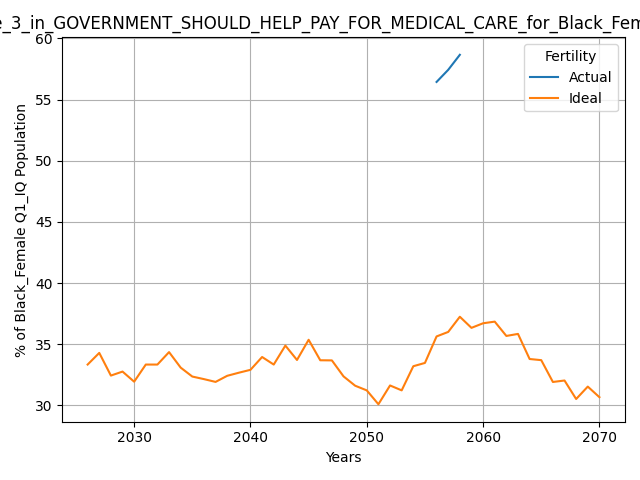 e_3_in_GOVERNMENT_SHOULD_HELP_PAY_FOR_MEDICAL_CARE_for_Black_Fem
60
55
50
45
40
35
30
% of Black_Female Q1_IQ Population
Fertility
Actual
Ideal
2030 2040 2050 2060 2070
Years